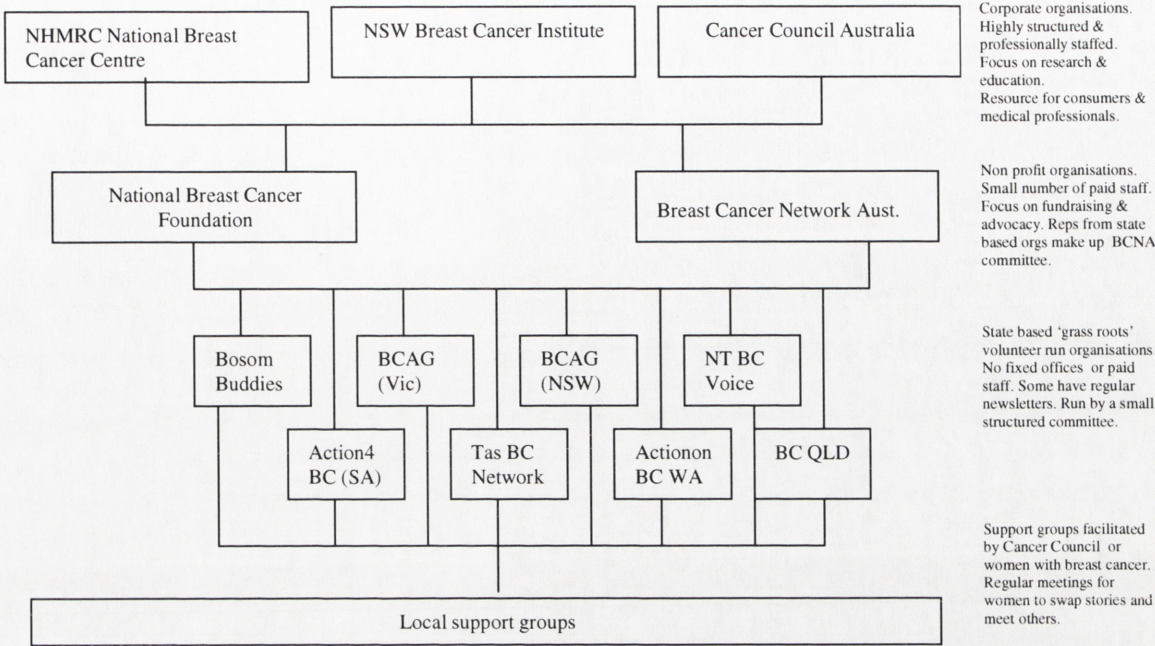 NHMRC National Breast
Cancer Centre
NSW Breast Cancer Institute
Cancer Council Australia
Corporate organisations.
Highly structured &
professionally staffed.
Focus on research &
education.
Resource for consumers &
medical professionals.
National Breast Cancer
Foundation
Breast Cancer Network Aust.
Non profit organisations.
Small number of paid staff.
Focus on fundraising &
advocacy. Reps from state
based orgs make up BCNA
committee.
Bosom
Buddies
BCAG
(Vic)
BCAG
(NSW)
NT BC
Voice
State based ‘grass roots’
volunteer run organisations.
No fixed offices or paid
staff. Some have regular
newsletters. Run by a small
structured committee.
Action4
BC (SA)
Tas BC
Network
Actionon
BC WA
BC QLD
Support groups facilitated
by Cancer Council or
women with breast cancer.
Regular meetings for
women to swap stories and
meet others.
Local support groups